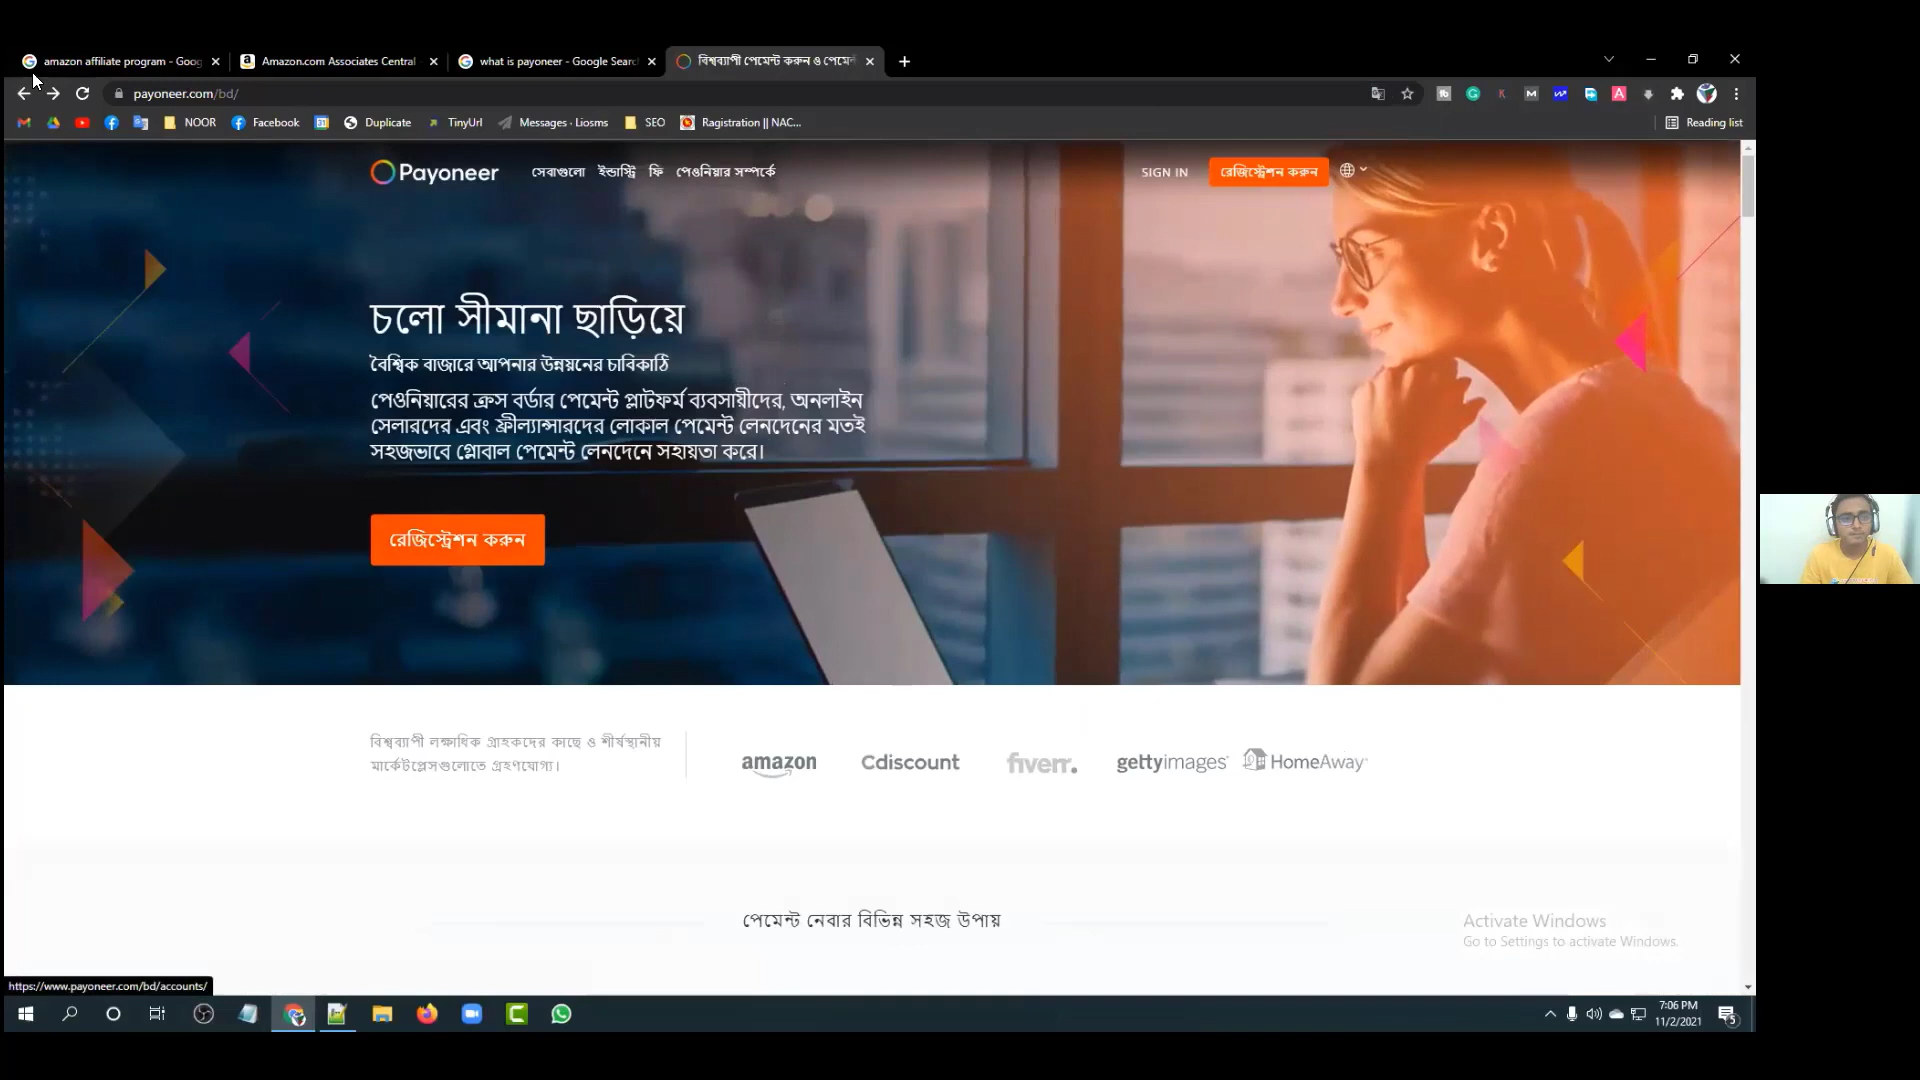 amazon affiliate program - Goog
Amazon.com Associates Central
what is payoneer - Google Searc
বিশ্বব্যাপী পেমেন্ট করুন ও পেমেন্
payoneer.com/bd/
NOOR
Facebook
Duplicate
TinyUrl
Messages · Liosms
SEO
Ragistration || NAC...
Reading list
Payoneer
সেবাগুলো
ইন্ডাস্ট্রি
ফি
পেওনিয়ার সম্পর্কে
SIGN IN
রেজিস্ট্রেশন করুন
চলো সীমানা ছাড়িয়ে
বৈশ্বিক বাজারে আপনার উন্নয়নের চাবিকাঠি
পেওনিয়ারের ক্রস বর্ডার পেমেন্ট প্লাটফর্ম ব্যবসায়ীদের, অনলাইন
সেলারদের এবং ফ্রীল্যান্সারদের লোকাল পেমেন্ট লেনদেনের মতই
সহজভাবে গ্লোবাল পেমেন্ট লেনদেনে সহায়তা করে।
রেজিস্ট্রেশন করুন
বিশ্বব্যাপী লক্ষাধিক গ্রাহকদের কাছে ও শীর্ষস্থানীয়
মার্কেটপ্লেসগুলোতে গ্রহণযোগ্য।
amazon
Cdiscount
fiverr.
gettyimages
HomeAway
পেমেন্ট নেবার বিভিন্ন সহজ উপায়
Activate Windows
Go to Settings to activate Windows.
https://www.payoneer.com/bd/accounts/
7:06 PM
11/2/2021
5